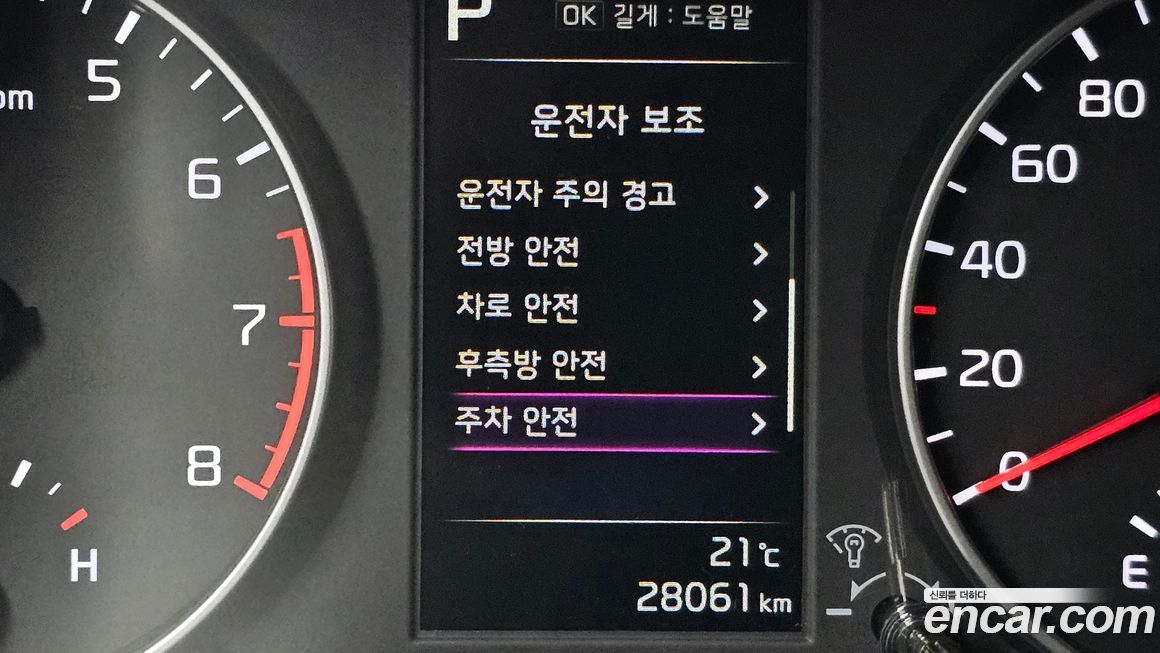 P
OK 길게 : 도움말
운전자 보조
운전자 주의 경고
전방 안전
차로 안전
후측방 안전
주차 안전
21℃
28061 km
5
6
7
8
H
80
60
40
20
0
E
신뢰를 더하다
encar.com